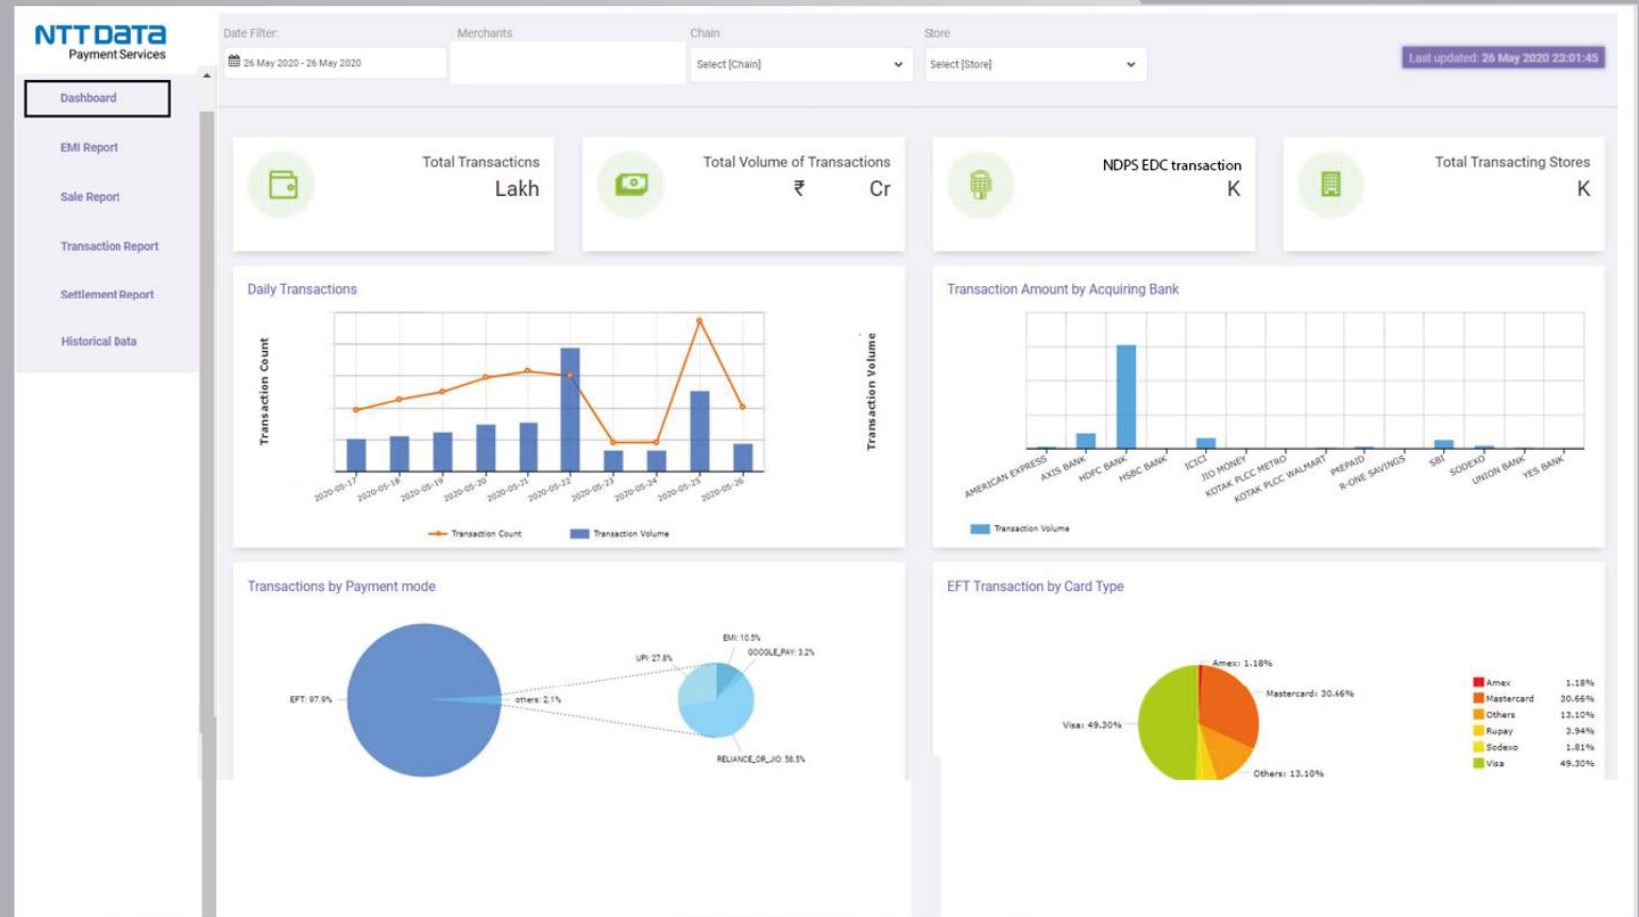 NTT DATA
Payment Services
Dashboard
EMI Report
Sale Report
Transaction Report
Settlement Report
Historical Data
Date Filter:
26 May 2020 - 26 May 2020
Merchants
Chain
Select [Chain]
Store
Select [Store]
Last updated: 26 May 2020 23:01:45
Total Transactions
Lakh
Total Volume of Transactions
₹ Cr
NDPS EDC transaction
K
Total Transacting Stores
K
Daily Transactions
Transaction Count
Transaction Volume
2020-05-17
2020-05-18
2020-05-19
2020-05-20
2020-05-21
2020-05-22
2020-05-23
2020-05-24
2020-05-25
2020-05-26
Transaction Count
Transaction Volume
Transaction Amount by Acquiring Bank
AMERICAN EXPRESS
AXIS BANK
HDFC BANK
HSBC BANK
ICICI
JIO MONEY
KOTAK PLCC METRO
KOTAK PLCC WALMART
PREPAID
R-ONE SAVINGS
SBI
SODEXO
UNION BANK
YES BANK
Transaction Volume
Transactions by Payment mode
EFT: 97.9%
others: 2.1%
UPI: 27.8%
EMI: 10.5%
GOOGLE_PAY: 3.2%
RELIANCE_OR_JIO: 58.5%
EFT Transaction by Card Type
Amex: 1.18%
Mastercard: 30.66%
Visa: 49.30%
Others: 13.10%
Amex 1.18%
Mastercard 30.66%
Others 13.10%
Rupay 3.94%
Sodexo 1.81%
Visa 49.30%